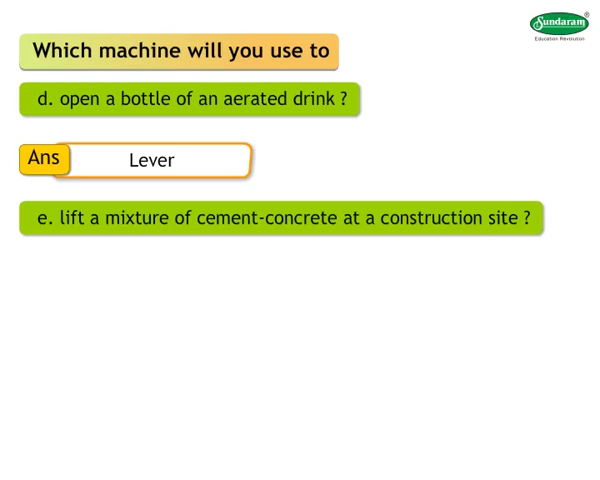 Sundaram®
Education Revolution
Which machine will you use to
d. open a bottle of an aerated drink ?
Ans Lever
e. lift a mixture of cement-concrete at a construction site ?